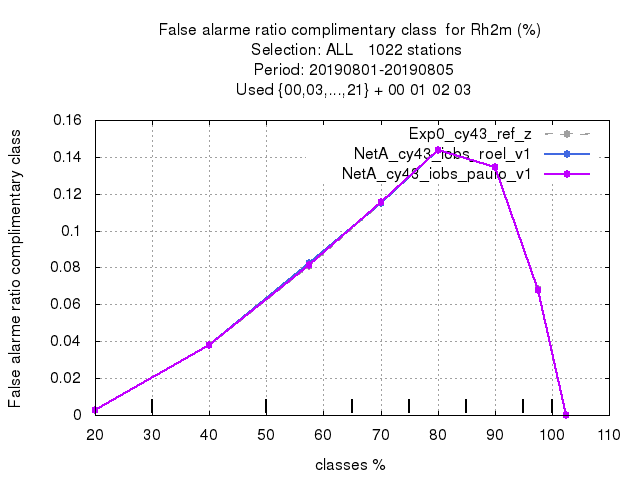 False alarme ratio complimentary class  for Rh2m (%)
Selection: ALL   1022 stations
Period: 20190801-20190805
Used {00,03,...,21} + 00 01 02 03
False alarme ratio complimentary class
0.16
0.14
0.12
0.1
0.08
0.06
0.04
0.02
0
Exp0_cy43_ref_z
NetA_cy43_iobs_roel_v1
NetA_cy43_iobs_paulo_v1
20 30 40 50 60 70 80 90 100 110
classes %